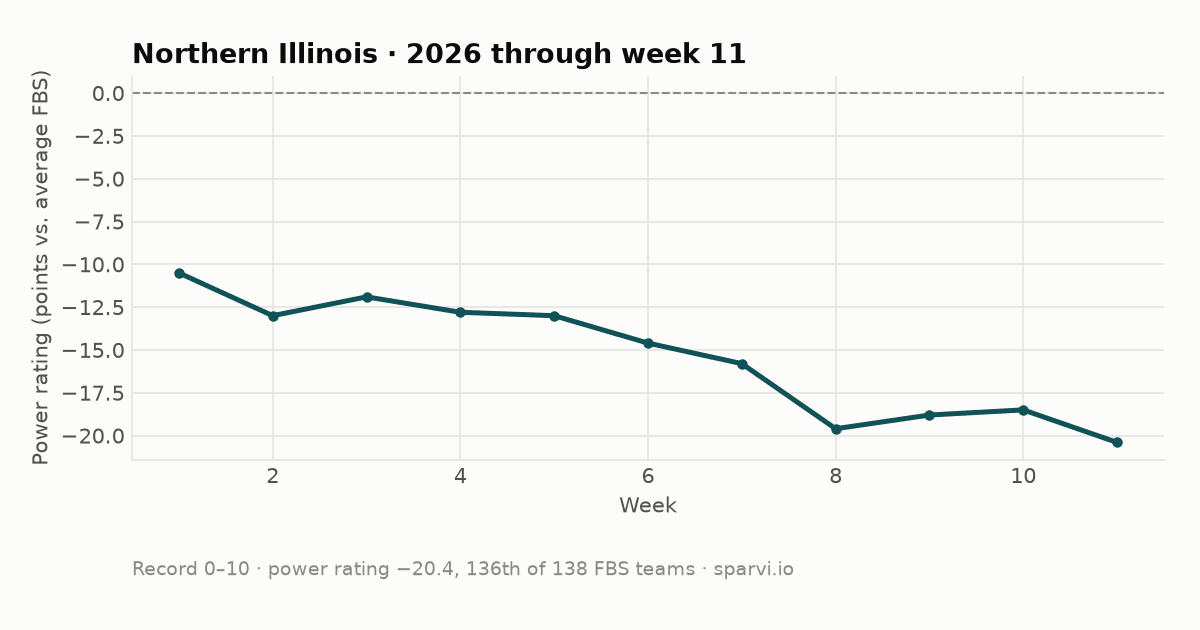 Northern Illinois · 2026 through week 11
Power rating (points vs. average FBS)
0.0
−2.5
−5.0
−7.5
−10.0
−12.5
−15.0
−17.5
−20.0
2 4 6 8 10
Week
Record 0–10 · power rating −20.4, 136th of 138 FBS teams · sparvi.io